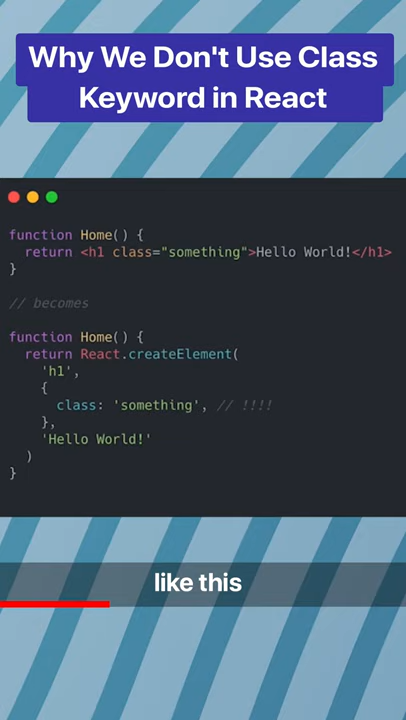 Why We Don't Use Class
Keyword in React
function Home() {
  return <h1 class="something">Hello World!</h1>
}
// becomes
function Home() {
  return React.createElement(
    'h1',
    {
      class: 'something', // !!!!
    },
    'Hello World!'
  )
}
like this